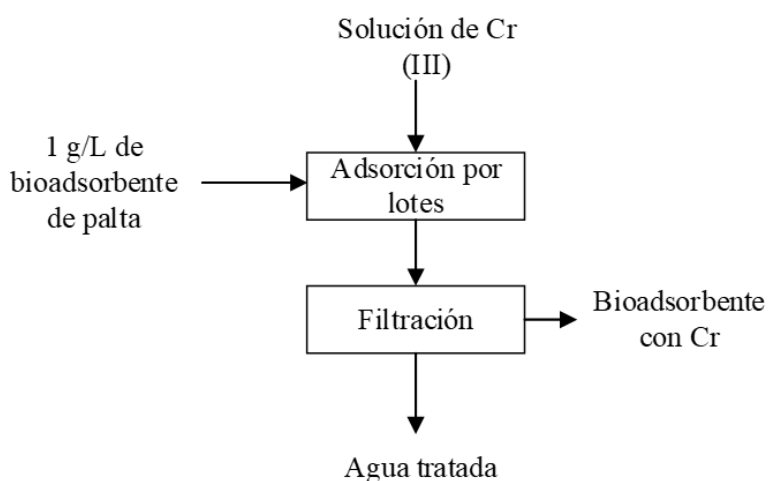 Solución de Cr
(III)
1 g/L de
bioadsorbente
de palta
Adsorción por
lotes
Filtración
Bioadsorbente
con Cr
Agua tratada